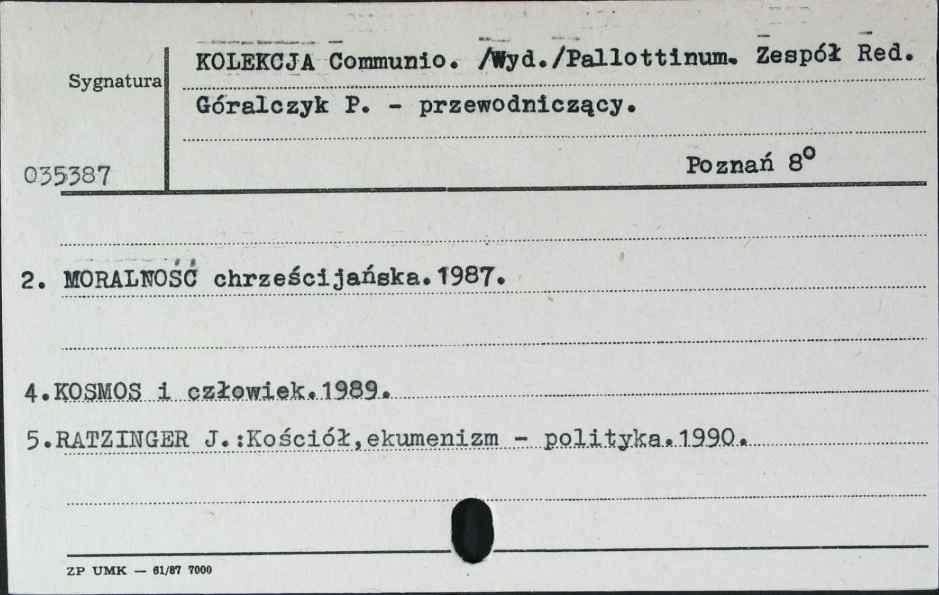 KOLEKCJA Communio. /Wyd./Pallottinum. Zespół Red.
Sygnatura
Góralczyk P. - przewodniczący.
035387
Poznań 8º
2. MORALNOŚĆ chrześcijańska.1987.
4.KOSMOS i człowiek.1989.
5.RATZINGER J.:Kościół,ekumenizm - polityka.1990.
ZP UMK — 61/87 7000